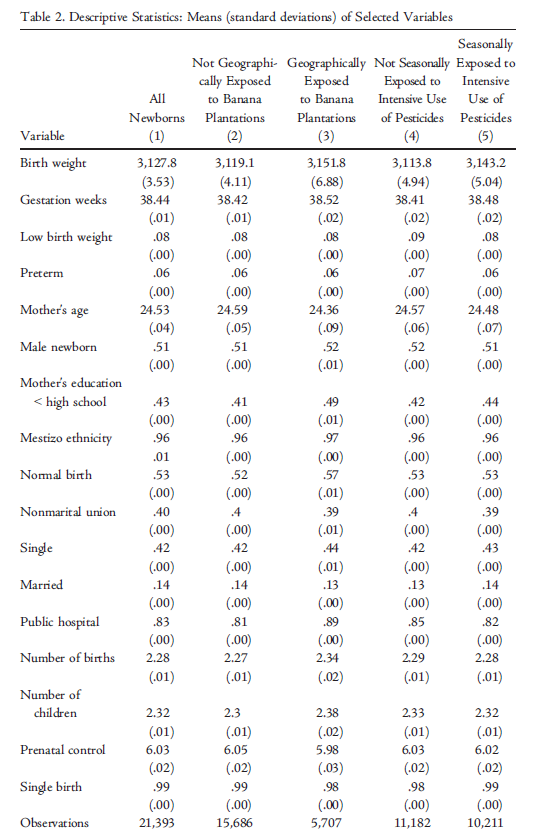 Table 2. Descriptive Statistics: Means (standard deviations) of Selected Variables
Seasonally
Not Geographi- Geographically Not Seasonally Exposed to
cally Exposed Exposed Exposed to Intensive
All to Banana to Banana Intensive Use Use of
Newborns Plantations Plantations of Pesticides Pesticides
Variable (1) (2) (3) (4) (5)
Birth weight 3,127.8 3,119.1 3,151.8 3,113.8 3,143.2
(3.53) (4.11) (6.88) (4.94) (5.04)
Gestation weeks 38.44 38.42 38.52 38.41 38.48
(.01) (.01) (.02) (.02) (.02)
Low birth weight .08 .08 .08 .09 .08
(.00) (.00) (.00) (.00) (.00)
Preterm .06 .06 .06 .07 .06
(.00) (.00) (.00) (.00) (.00)
Mother's age 24.53 24.59 24.36 24.57 24.48
(.04) (.05) (.09) (.06) (.07)
Male newborn .51 .51 .52 .52 .51
(.00) (.00) (.01) (.00) (.00)
Mother's education
< high school .43 .41 .49 .42 .44
(.00) (.00) (.01) (.00) (.00)
Mestizo ethnicity .96 .96 .97 .96 .96
.01 (.00) (.00) (.00) (.00)
Normal birth .53 .52 .57 .53 .53
(.00) (.00) (.01) (.00) (.00)
Nonmarital union .40 .4 .39 .4 .39
(.00) (.00) (.01) (.00) (.00)
Single .42 .42 .44 .42 .43
(.00) (.00) (.01) (.00) (.00)
Married .14 .14 .13 .13 .14
(.00) (.00) (.00) (.00) (.00)
Public hospital .83 .81 .89 .85 .82
(.00) (.00) (.00) (.00) (.00)
Number of births 2.28 2.27 2.34 2.29 2.28
(.01) (.01) (.02) (.01) (.01)
Number of
children 2.32 2.3 2.38 2.33 2.32
(.01) (.01) (.02) (.01) (.01)
Prenatal control 6.03 6.05 5.98 6.03 6.02
(.02) (.02) (.03) (.02) (.02)
Single birth .99 .99 .98 .98 .99
(.00) (.00) (.00) (.00) (.00)
Observations 21,393 15,686 5,707 11,182 10,211